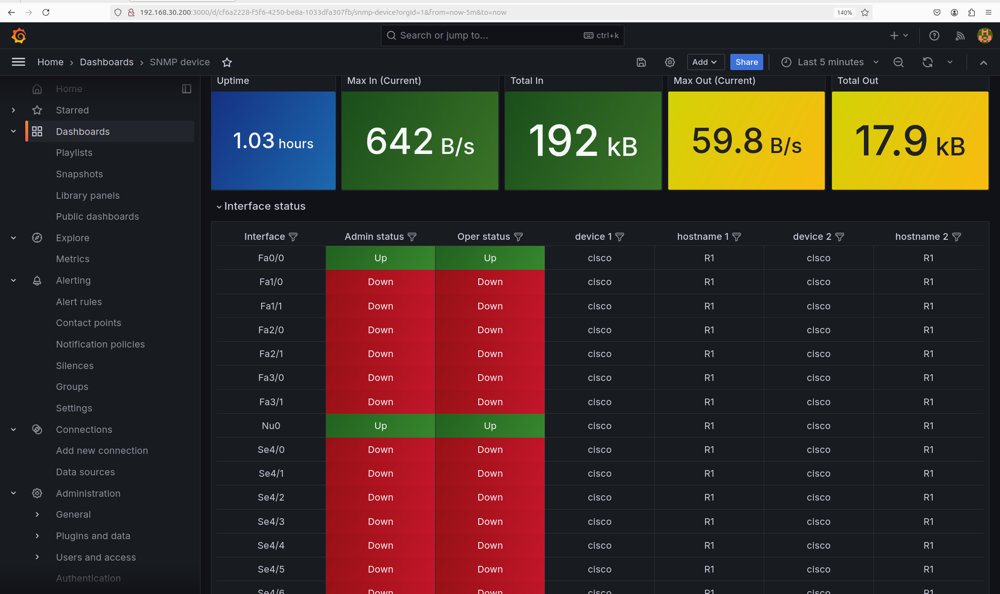 192.168.30.200:3000/d/cf6a2228-f5f6-4250-be8a-1033dfa307fb/snmp-device?orgId=1&from=now-5m&to=now
140%
Search or jump to...
ctrl+k
Home › Dashboards › SNMP device
Add
Share
Last 5 minutes
Home
Starred
Dashboards
Playlists
Snapshots
Library panels
Public dashboards
Explore
Metrics
Alerting
Alert rules
Contact points
Notification policies
Silences
Groups
Settings
Connections
Add new connection
Data sources
Administration
General
Plugins and data
Users and access
Authentication
Uptime
1.03 hours
Max In (Current)
642 B/s
Total In
192 kB
Max Out (Current)
59.8 B/s
Total Out
17.9 kB
Interface status
Interface Admin status Oper status device 1 hostname 1 device 2 hostname 2
Fa0/0 Up Up cisco R1 cisco R1
Fa1/0 Down Down cisco R1 cisco R1
Fa1/1 Down Down cisco R1 cisco R1
Fa2/0 Down Down cisco R1 cisco R1
Fa2/1 Down Down cisco R1 cisco R1
Fa3/0 Down Down cisco R1 cisco R1
Fa3/1 Down Down cisco R1 cisco R1
Nu0 Up Up cisco R1 cisco R1
Se4/0 Down Down cisco R1 cisco R1
Se4/1 Down Down cisco R1 cisco R1
Se4/2 Down Down cisco R1 cisco R1
Se4/3 Down Down cisco R1 cisco R1
Se4/4 Down Down cisco R1 cisco R1
Se4/5 Down Down cisco R1 cisco R1
Se4/6 Down Down cisco R1 cisco R1